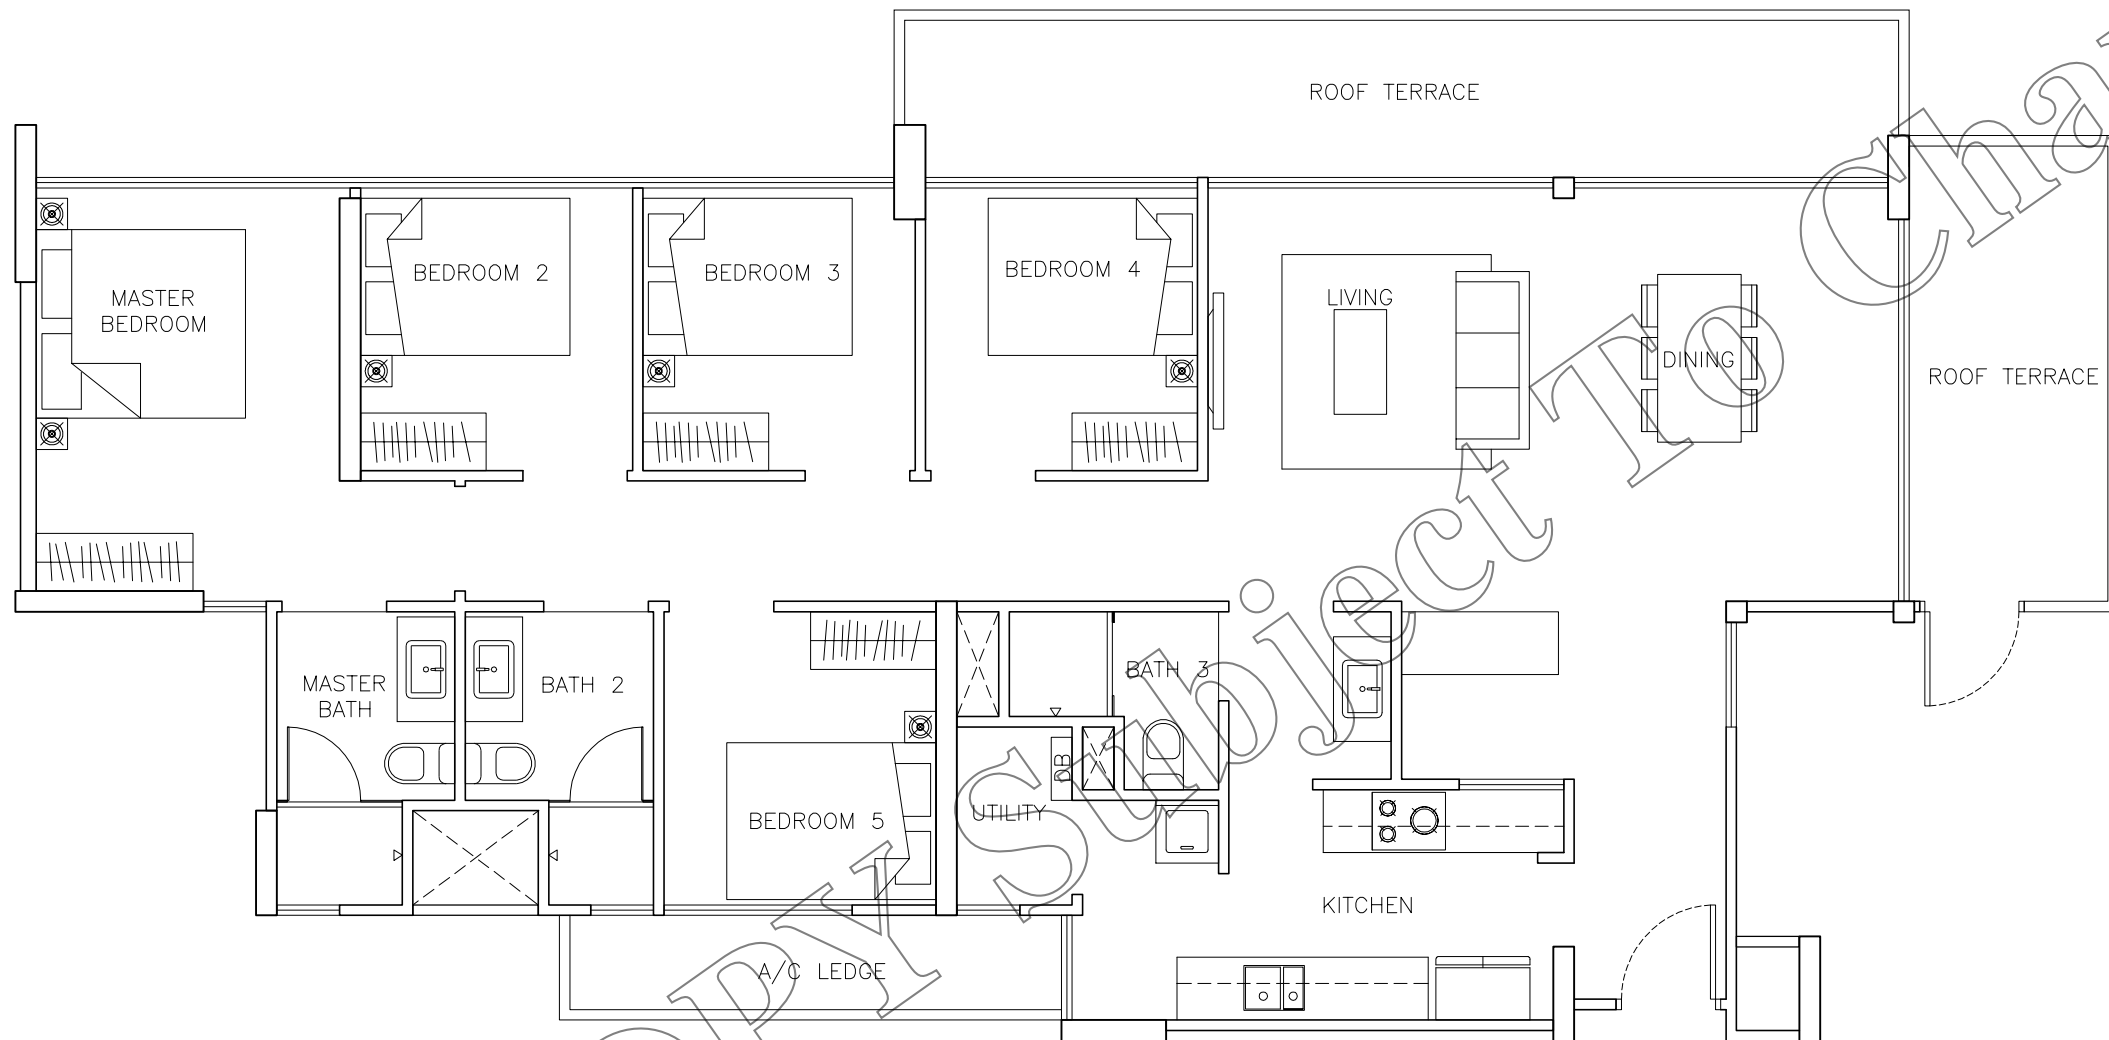 ROOF TERRACE
MASTER
BEDROOM
BEDROOM 2
BEDROOM 3
BEDROOM 4
LIVING
DINING
ROOF TERRACE
MASTER
BATH
BATH 2
BEDROOM 5
BATH 3
DB
UTILITY
KITCHEN
A/C LEDGE
PY Subject To Cha